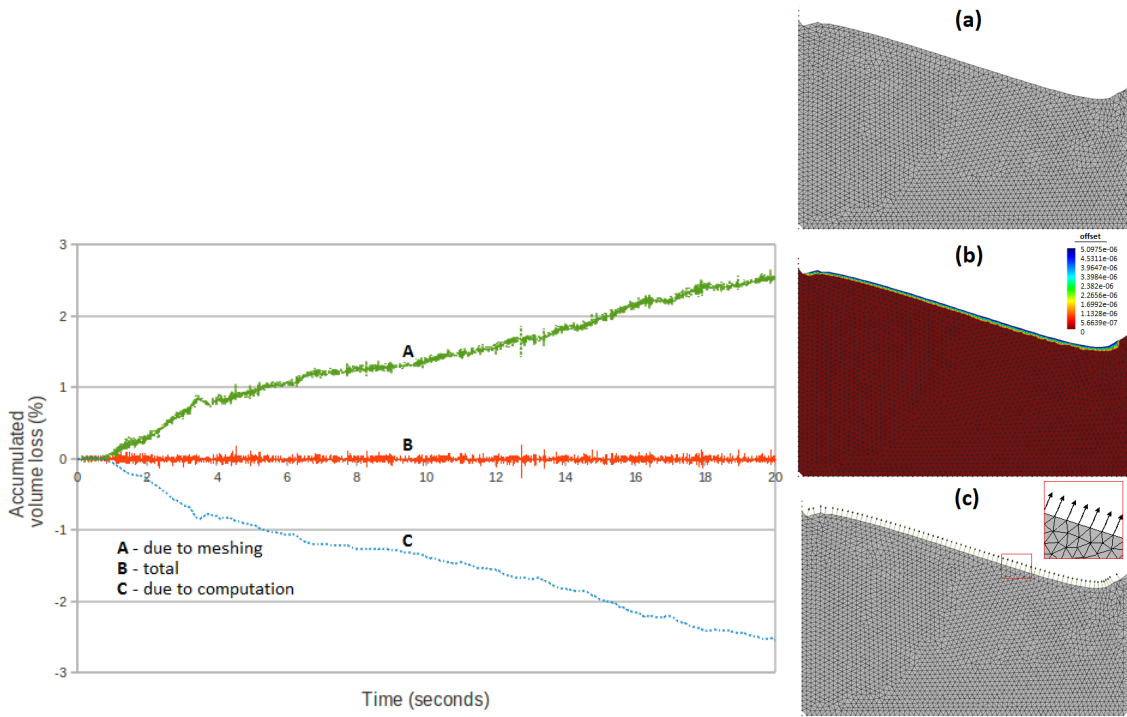 (a)
3
2
1
0
-1
-2
-3
0
2
4
6
8
10
12
14
16
18
20
Accumulated
volume loss (%)
Time (seconds)
A
B
C
A - due to meshing
B - total
C - due to computation
(b)
offset
5.0975e-06
4.5311e-06
3.9647e-06
3.3984e-06
2.382e-06
2.2656e-06
1.6992e-06
1.1328e-06
5.6639e-07
0
(c)